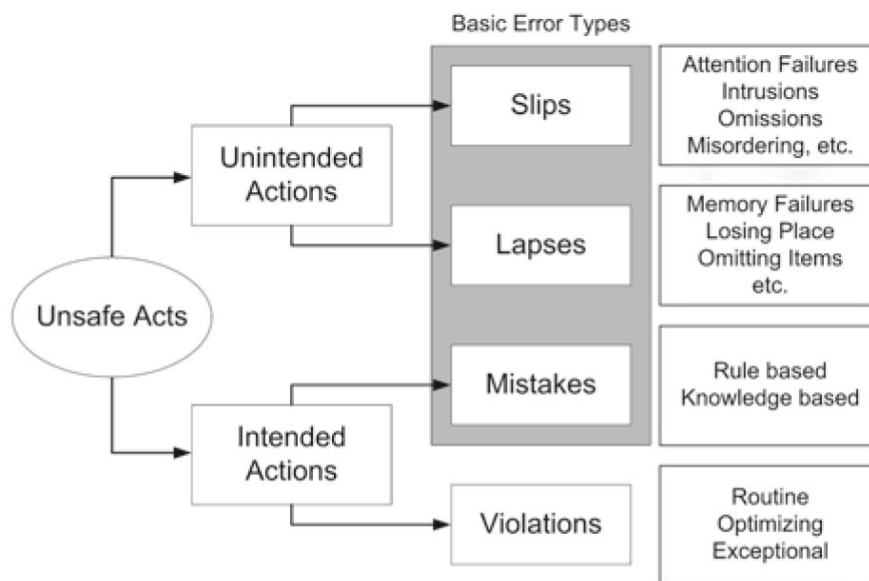 Basic Error Types
Slips
Attention Failures
Intrusions
Omissions
Misordering, etc.
Unintended
Actions
Lapses
Memory Failures
Losing Place
Omitting Items
etc.
Unsafe Acts
Mistakes
Rule based
Knowledge based
Intended
Actions
Violations
Routine
Optimizing
Exceptional